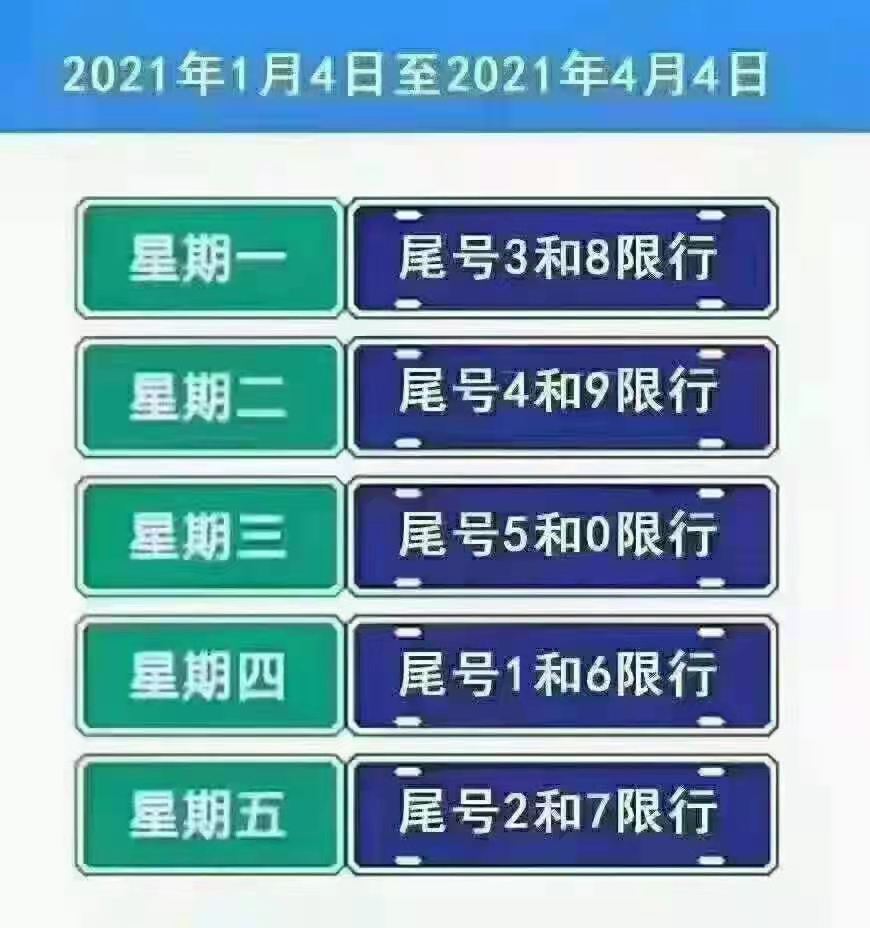 2021年1月4日至2021年4月4日
星期一 尾号3和8限行
星期二 尾号4和9限行
星期三 尾号5和0限行
星期四 尾号1和6限行
星期五 尾号2和7限行